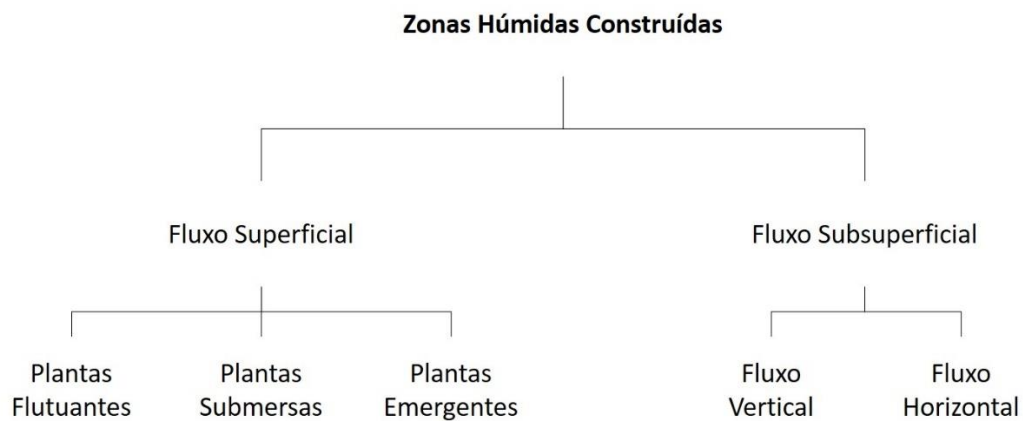 Zonas Húmidas Construídas
Fluxo Superficial
Fluxo Subsuperficial
Plantas
Flutuantes
Plantas
Submersas
Plantas
Emergentes
Fluxo
Vertical
Fluxo
Horizontal